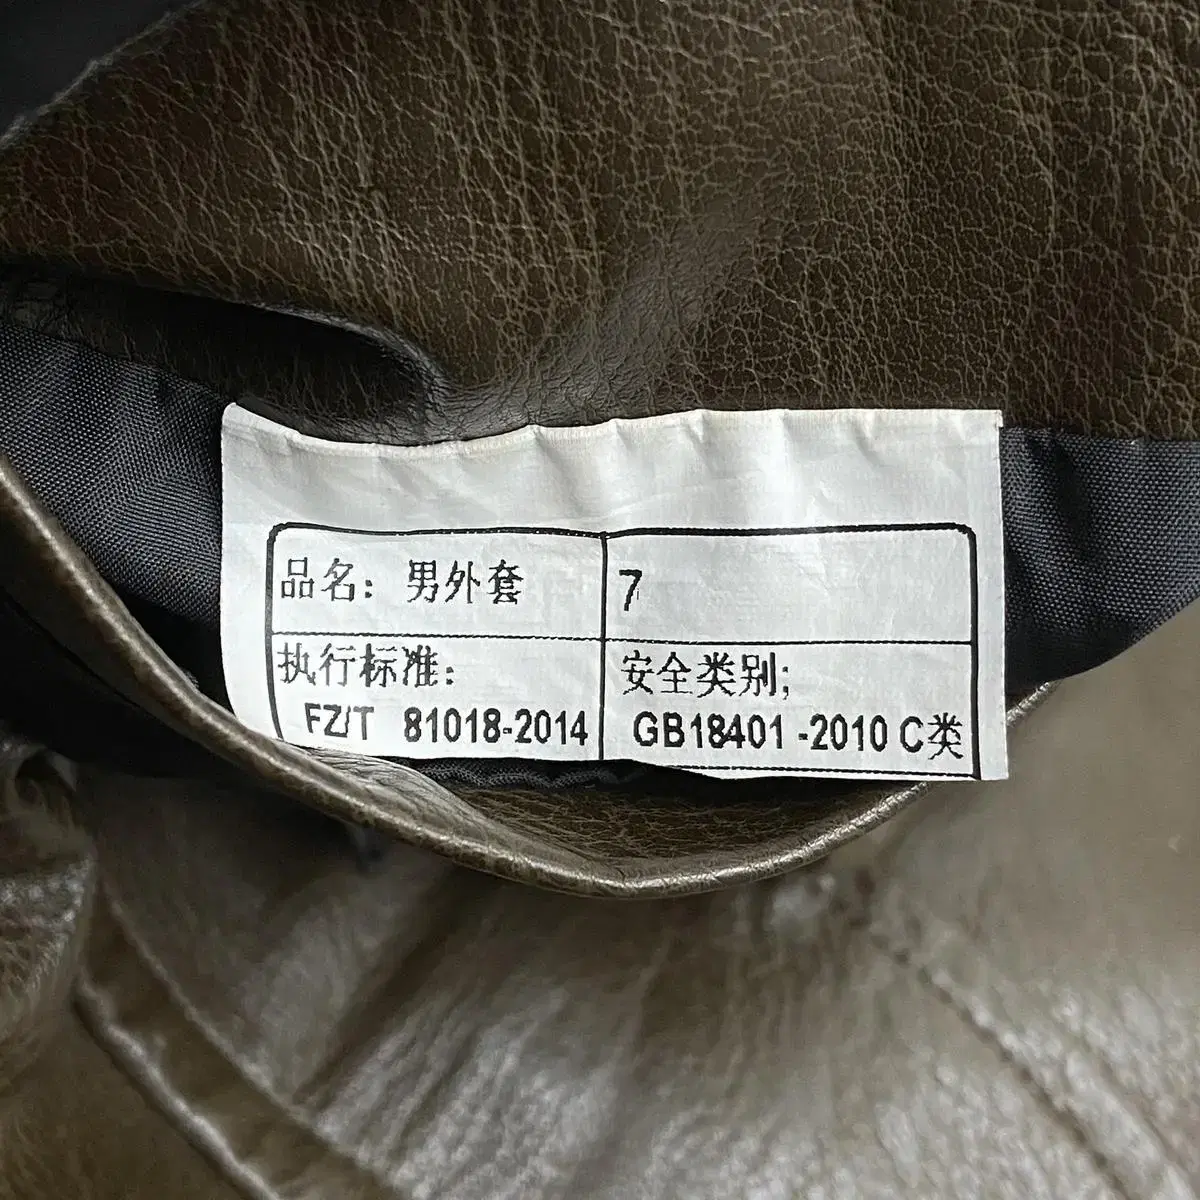 品名：男外套
7
执行标准：
FZ/T 81018-2014
安全类别;
GB18401-2010 C类